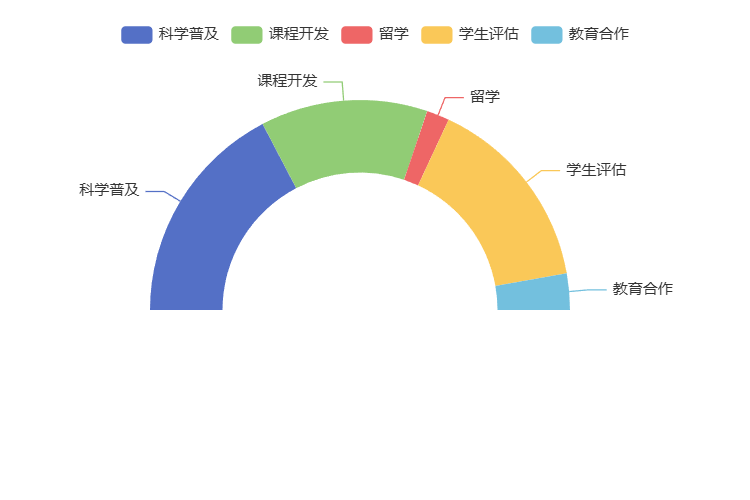 科学普及 课程开发 留学 学生评估 教育合作
课程开发
留学
学生评估
科学普及
教育合作